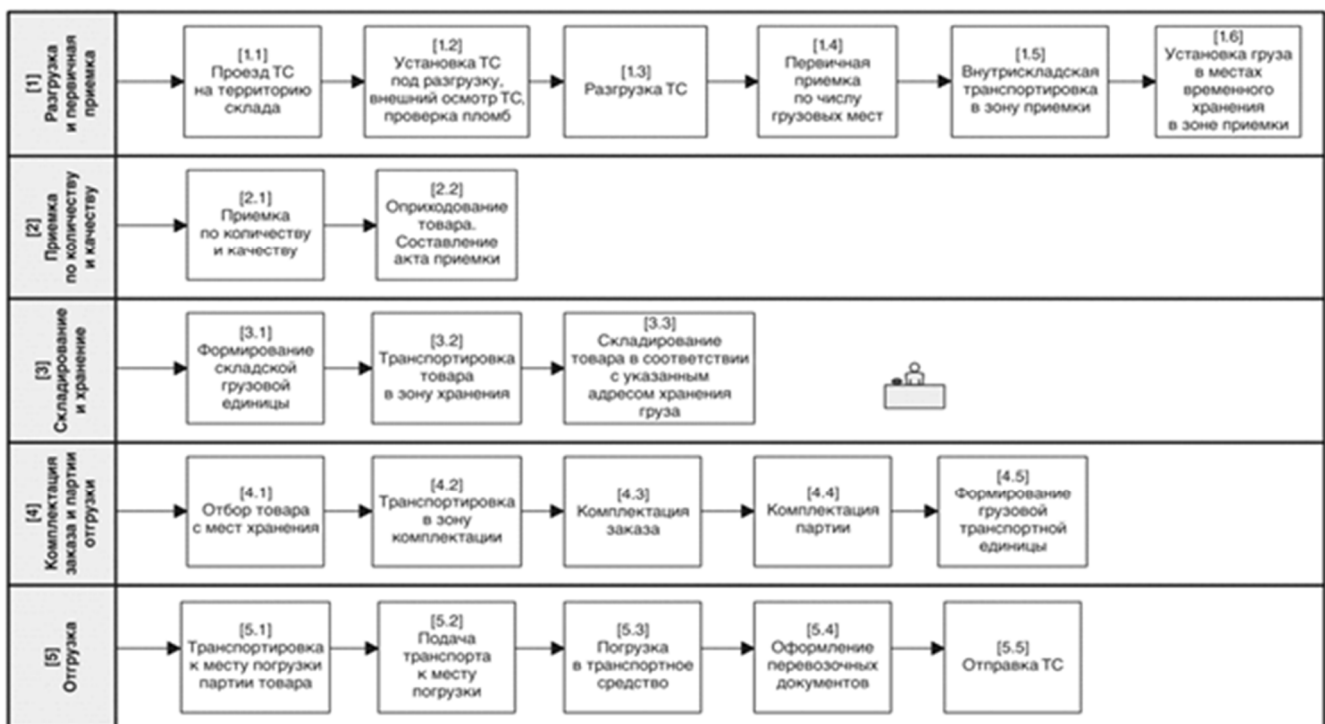 [1]
Разгрузка
и первичная
приемка
[1.1]
Проезд ТС
на территорию
склада
[1.2]
Установка ТС
под разгрузку,
внешний осмотр ТС,
проверка пломб
[1.3]
Разгрузка ТС
[1.4]
Первичная
приемка
по числу
грузовых мест
[1.5]
Внутрискладская
транспортировка
в зону приемки
[1.6]
Установка груза
в местах
временного
хранения
в зоне приемки
[2]
Приемка
по количеству
и качеству
[2.1]
Приемка
по количеству
и качеству
[2.2]
Оприходование
товара.
Составление
акта приемки
[3]
Складирование
и хранение
[3.1]
Формирование
складской
грузовой
единицы
[3.2]
Транспортировка
товара
в зону хранения
[3.3]
Складирование
товара в соответствии
с указанным
адресом хранения
груза
[4]
Комплектация
заказа и партии
отгрузки
[4.1]
Отбор товара
с мест хранения
[4.2]
Транспортировка
в зону
комплектации
[4.3]
Комплектация
заказа
[4.4]
Комплектация
партии
[4.5]
Формирование
грузовой
транспортной
единицы
[5]
Отгрузка
[5.1]
Транспортировка
к месту погрузки
партии товара
[5.2]
Подача
транспорта
к месту
погрузки
[5.3]
Погрузка
в транспортное
средство
[5.4]
Оформление
перевозочных
документов
[5.5]
Отправка ТС